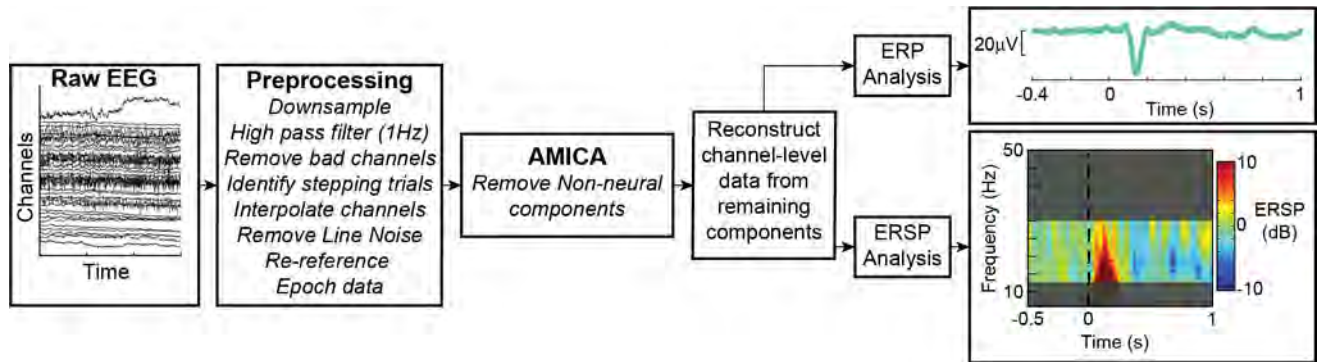 Raw EEG
Channels
Time
Preprocessing
Downsample
High pass filter (1Hz)
Remove bad channels
Identify stepping trials
Interpolate channels
Remove Line Noise
Re-reference
Epoch data
AMICA
Remove Non-neural
components
Reconstruct
channel-level
data from
remaining
components
ERP
Analysis
20µV
-0.4
0
1
Time (s)
ERSP
Analysis
50
Frequency (Hz)
10
-0.5
0
1
Time (s)
10
0
-10
ERSP
(dB)